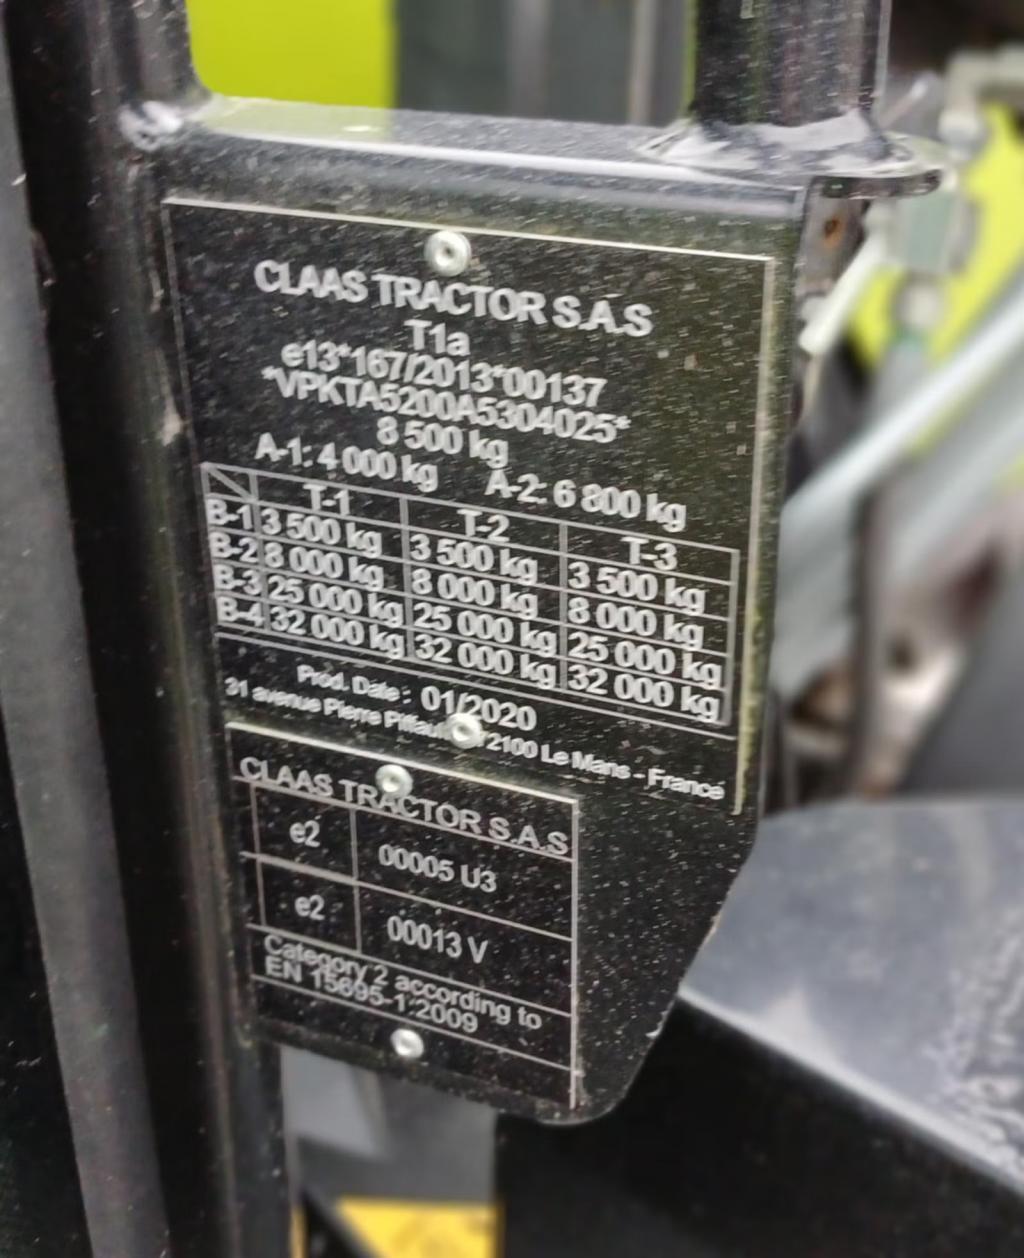 CLAAS TRACTOR S.A.S
T1a
e13*167/2013*00137
*VPKTA5200A5304025*
8 500 kg
A-1: 4 000 kg A-2: 6 800 kg
T-1 T-2 T-3
B-1 3 500 kg 3 500 kg 3 500 kg
B-2 8 000 kg 8 000 kg 8 000 kg
B-3 25 000 kg 25 000 kg 25 000 kg
B-4 32 000 kg 32 000 kg 32 000 kg
Prod. Date : 01/2020
31 avenue Pierre 2100 Le Mans - France
CLAAS TRACTOR S.A.S
e2 00005 U3
e2 00013 V
Category 2 according to
EN 15695-1:2009